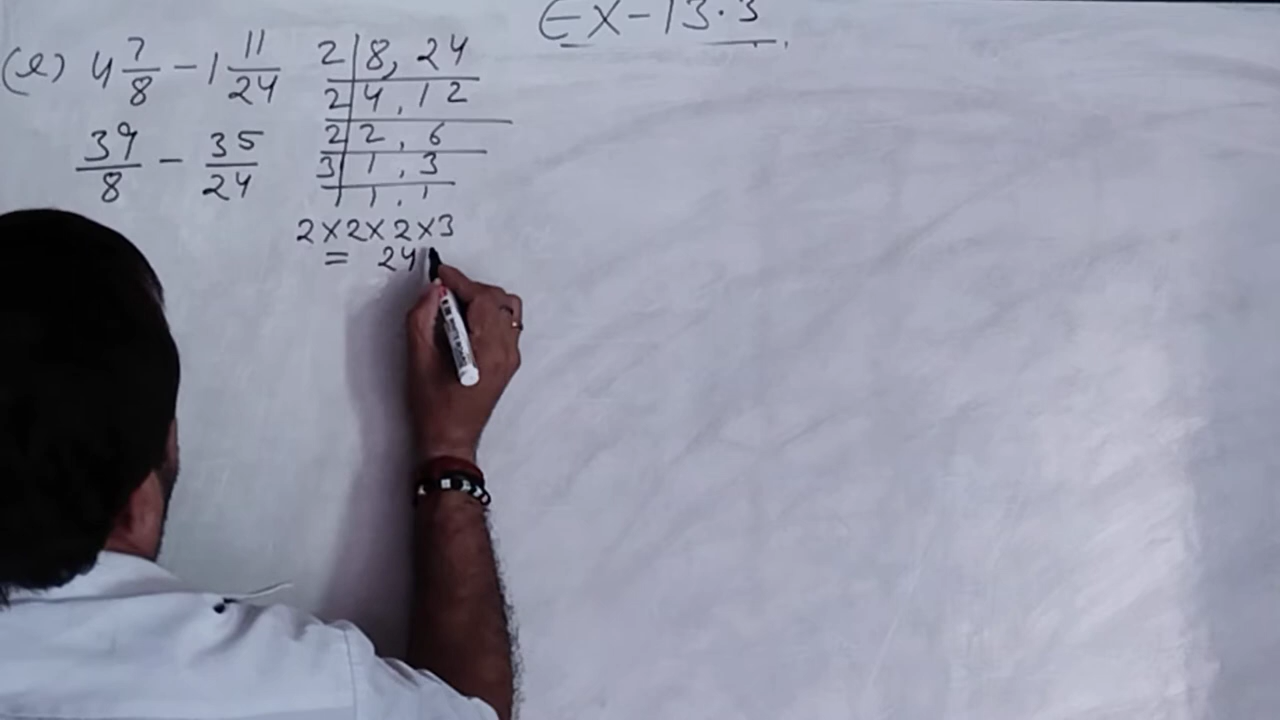 Ex-13.3
(e) 4 7/8 - 1 11/24
39/8 - 35/24
2 | 8, 24
2 | 4, 12
2 | 2, 6
3 | 1, 3
1, 1
2×2×2×3
= 24